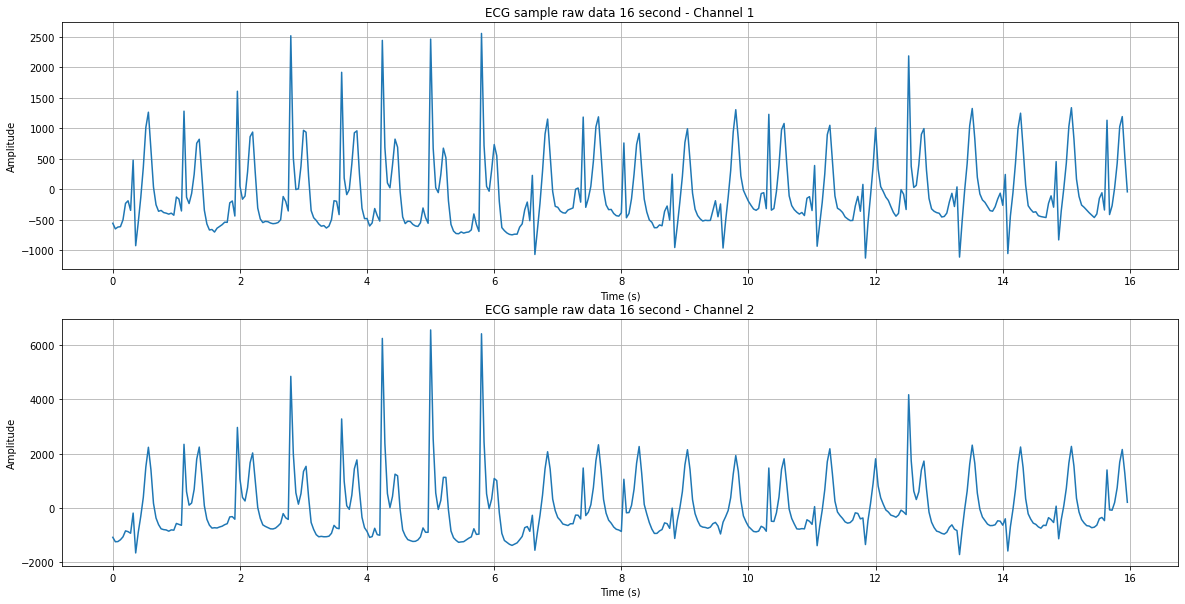 ECG sample raw data 16 second - Channel 1
2500
2000
1500
1000
500
0
−500
−1000
Amplitude
0 2 4 6 8 10 12 14 16
Time (s)
ECG sample raw data 16 second - Channel 2
6000
4000
2000
0
−2000
Amplitude
0 2 4 6 8 10 12 14 16
Time (s)